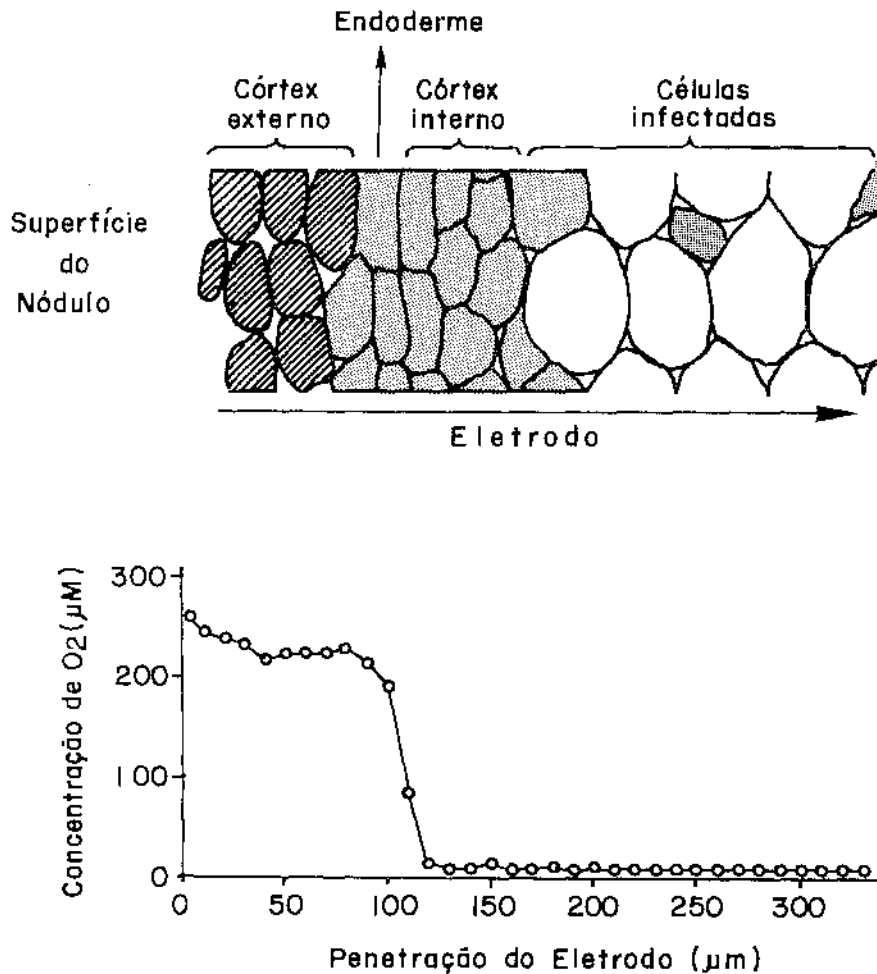 Endoderme
Córtex
externo
Córtex
interno
Células
infectadas
Superfície
do
Nódulo
Eletrodo
300
200
100
0
Concentração de O2 (µM)
0 50 100 150 200 250 300
Penetração do Eletrodo (µm)